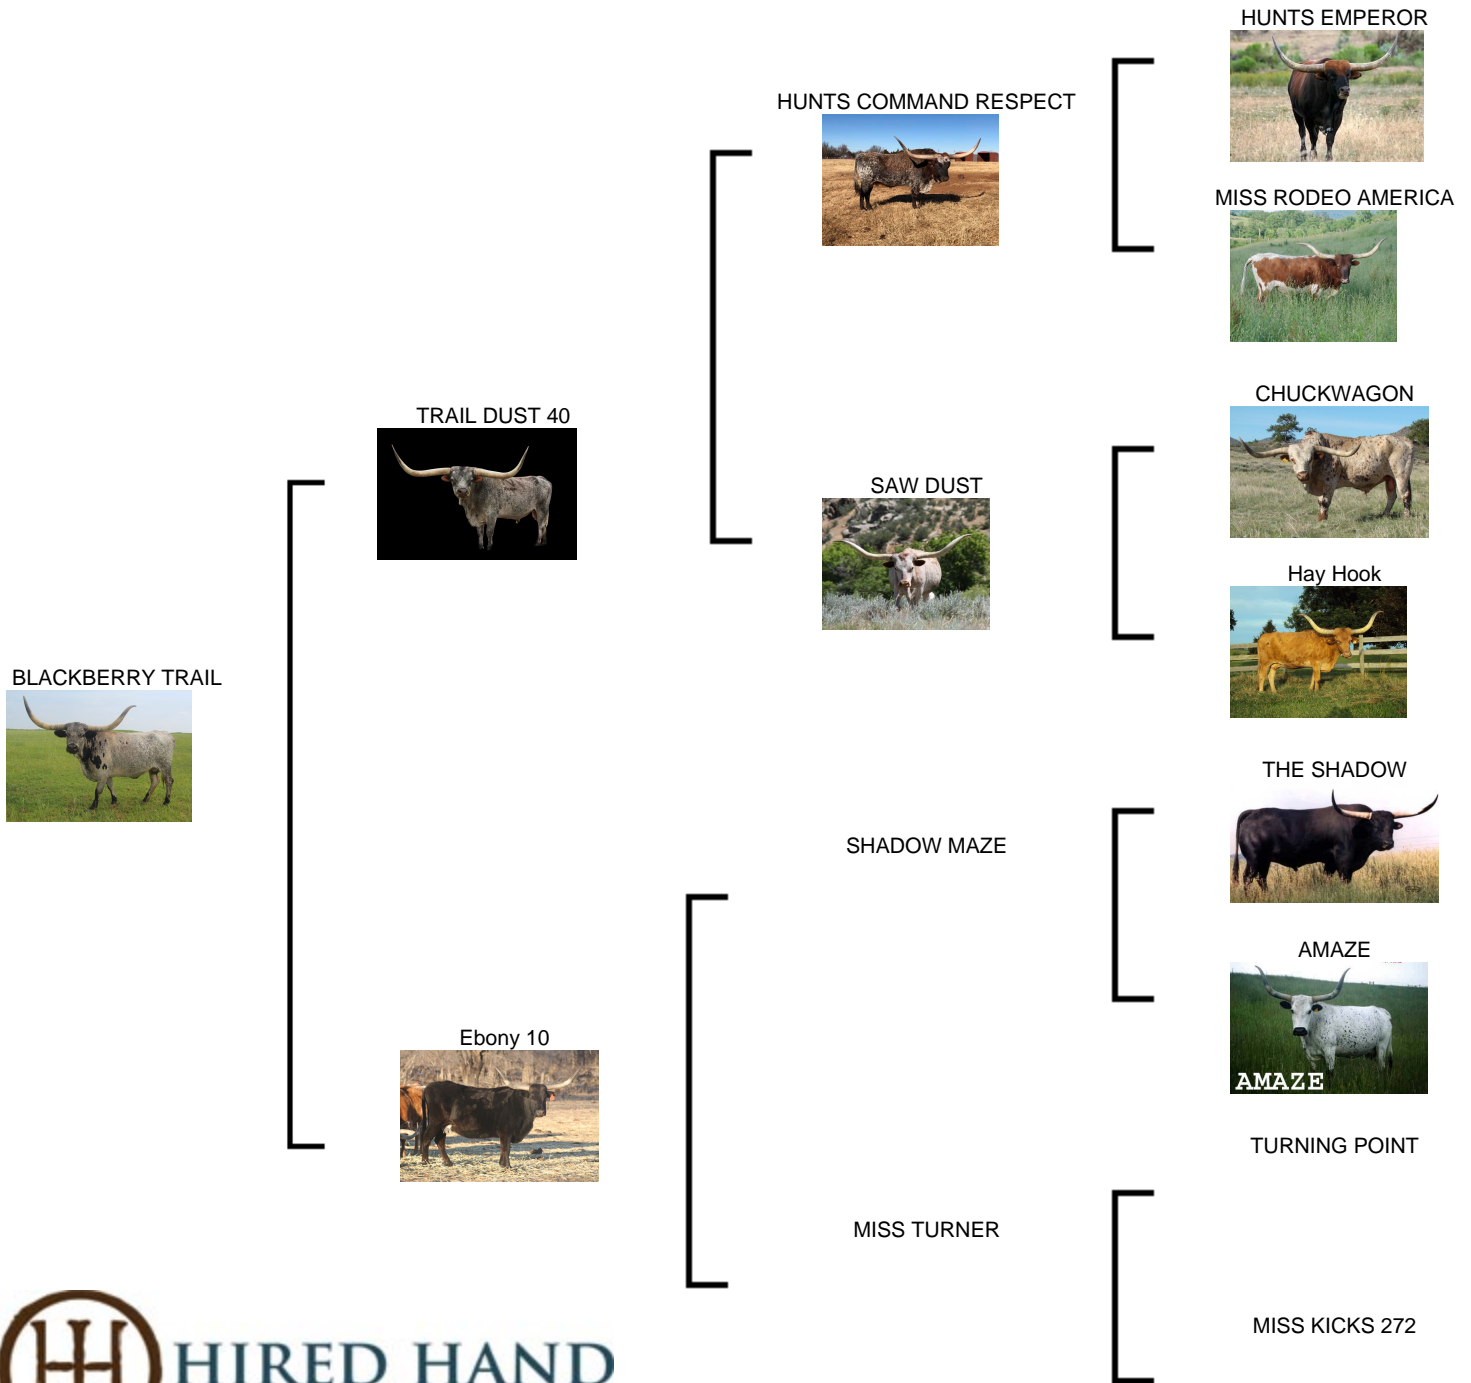 HUNTS EMPEROR
HUNTS COMMAND RESPECT
MISS RODEO AMERICA
TRAIL DUST 40
CHUCKWAGON
SAW DUST
Hay Hook
BLACKBERRY TRAIL
THE SHADOW
SHADOW MAZE
AMAZE
AMAZE
Ebony 10
TURNING POINT
MISS TURNER
MISS KICKS 272
HIRED HAND